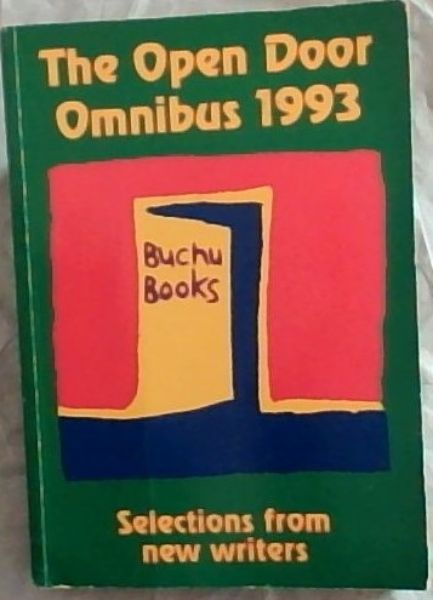 The Open Door
Omnibus 1993
Buchu
Books
Selections from
new writers